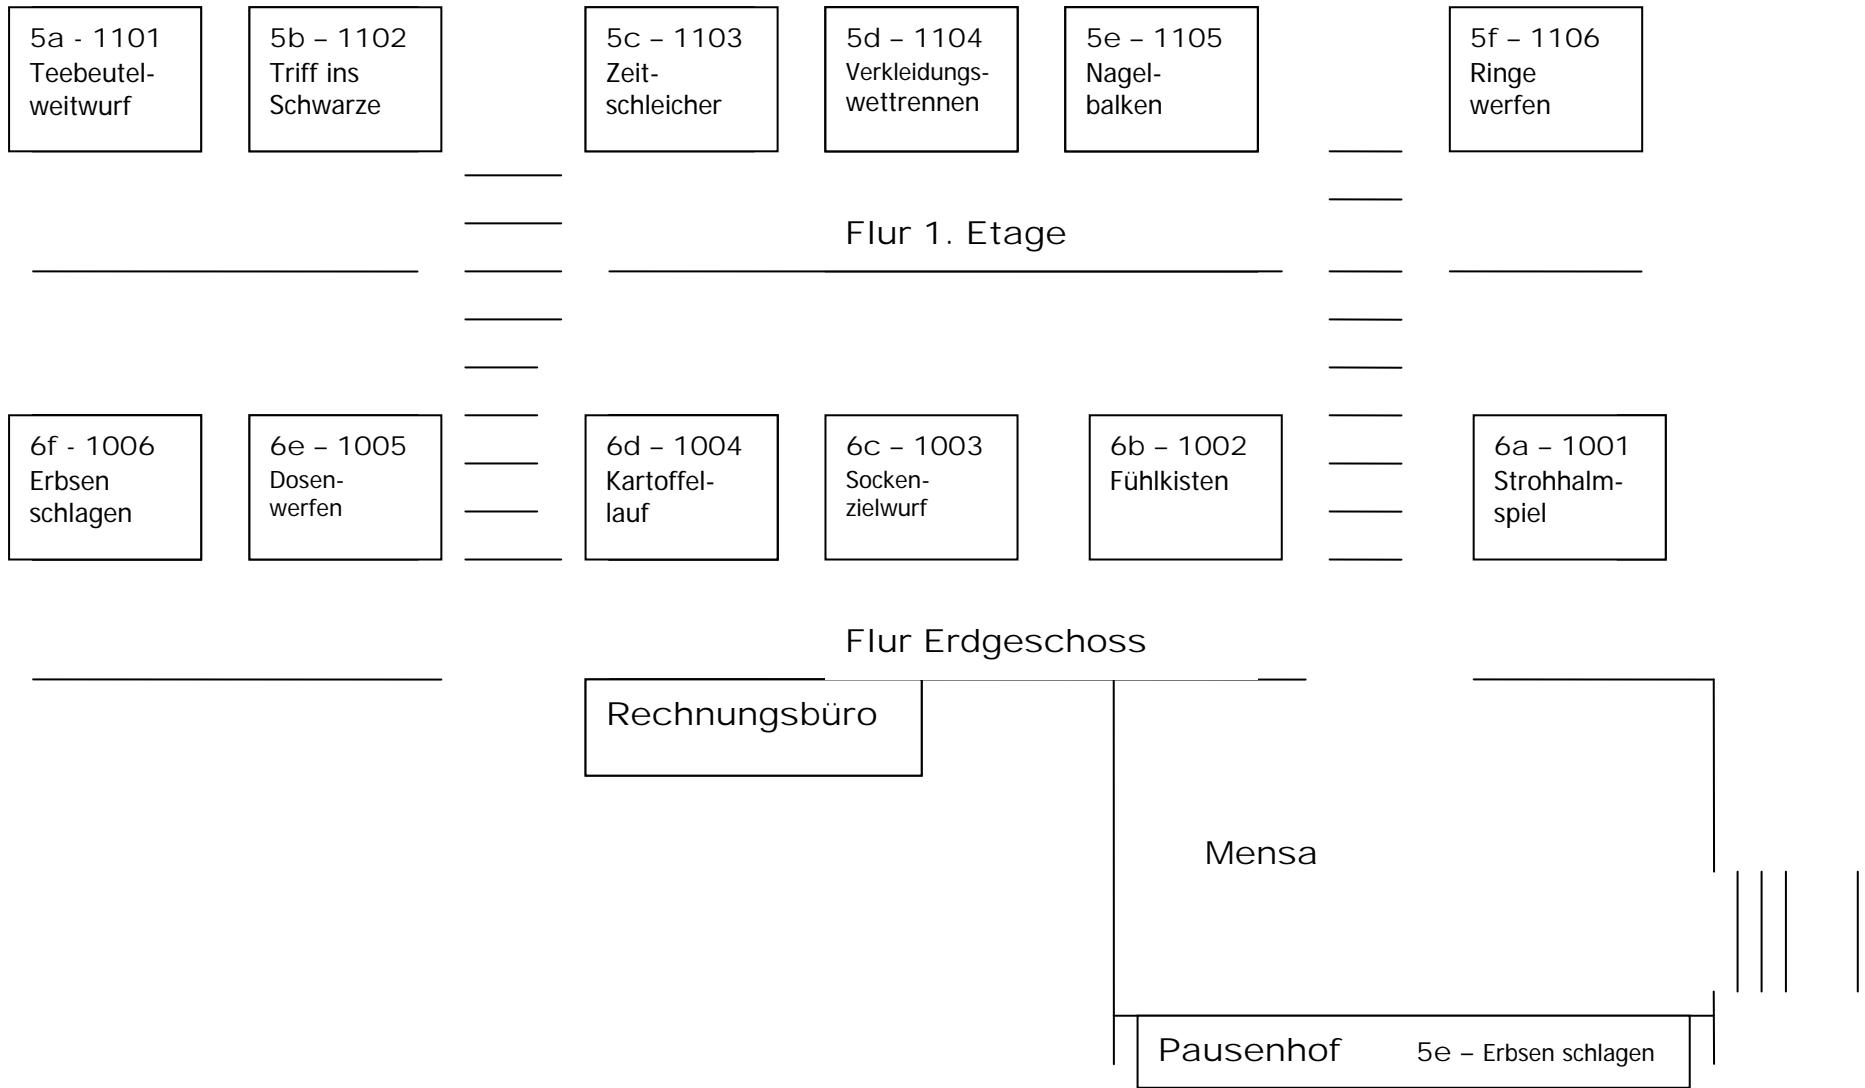 5a - 1101
Teebeutel-
weitwurf
5b – 1102
Triff ins
Schwarze
5c – 1103
Zeit-
schleicher
5d – 1104
Verkleidungs-
wettrennen
5e – 1105
Nagel-
balken
5f – 1106
Ringe
werfen
Flur 1. Etage
6f - 1006
Erbsen
schlagen
6e – 1005
Dosen-
werfen
6d – 1004
Kartoffel-
lauf
6c – 1003
Socken-
zielwurf
6b – 1002
Fühlkisten
6a – 1001
Strohhalm-
spiel
Flur Erdgeschoss
Rechnungsbüro
Mensa
Pausenhof 5e – Erbsen schlagen